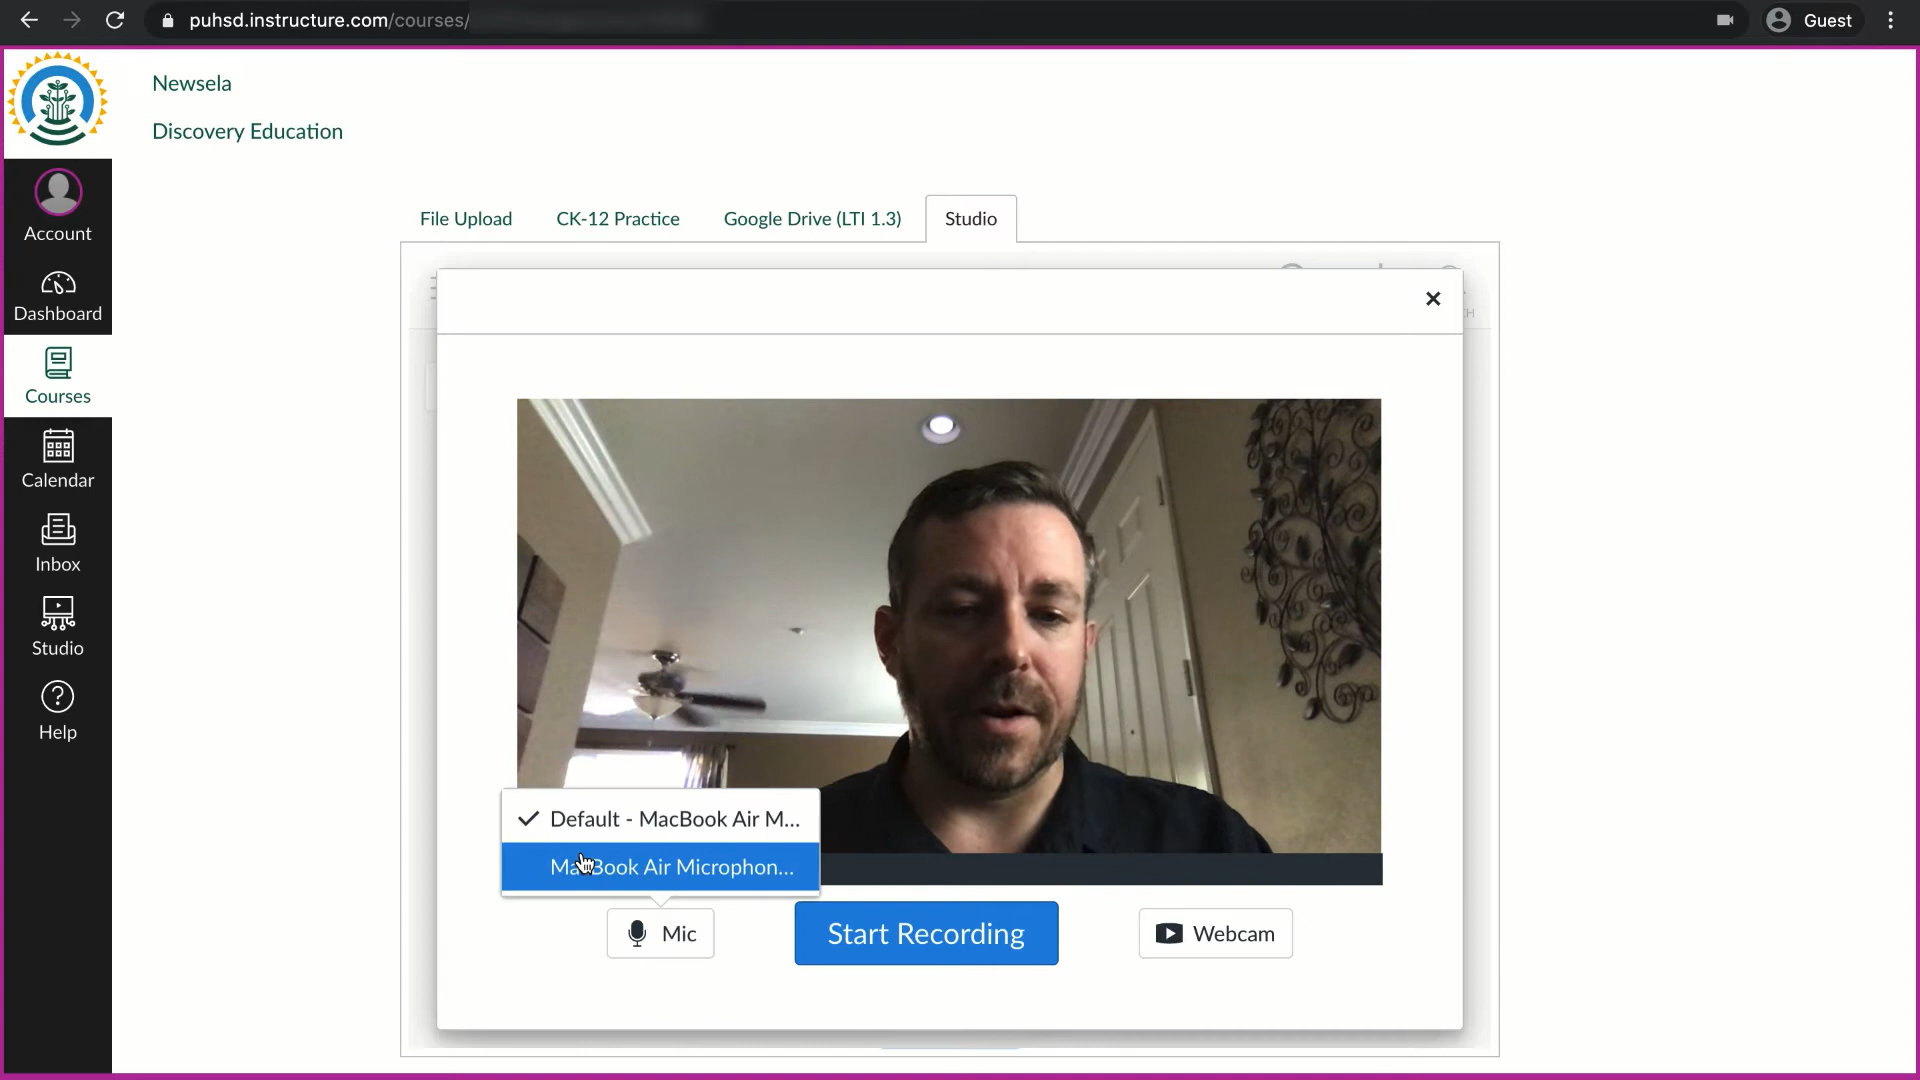 puhsd.instructure.com/courses/
Guest
Newsela
Discovery Education
Account
Dashboard
Courses
Calendar
Inbox
Studio
Help
File Upload
CK-12 Practice
Google Drive (LTI 1.3)
Studio
Default - MacBook Air M...
MacBook Air Microphon...
Mic
Start Recording
Webcam